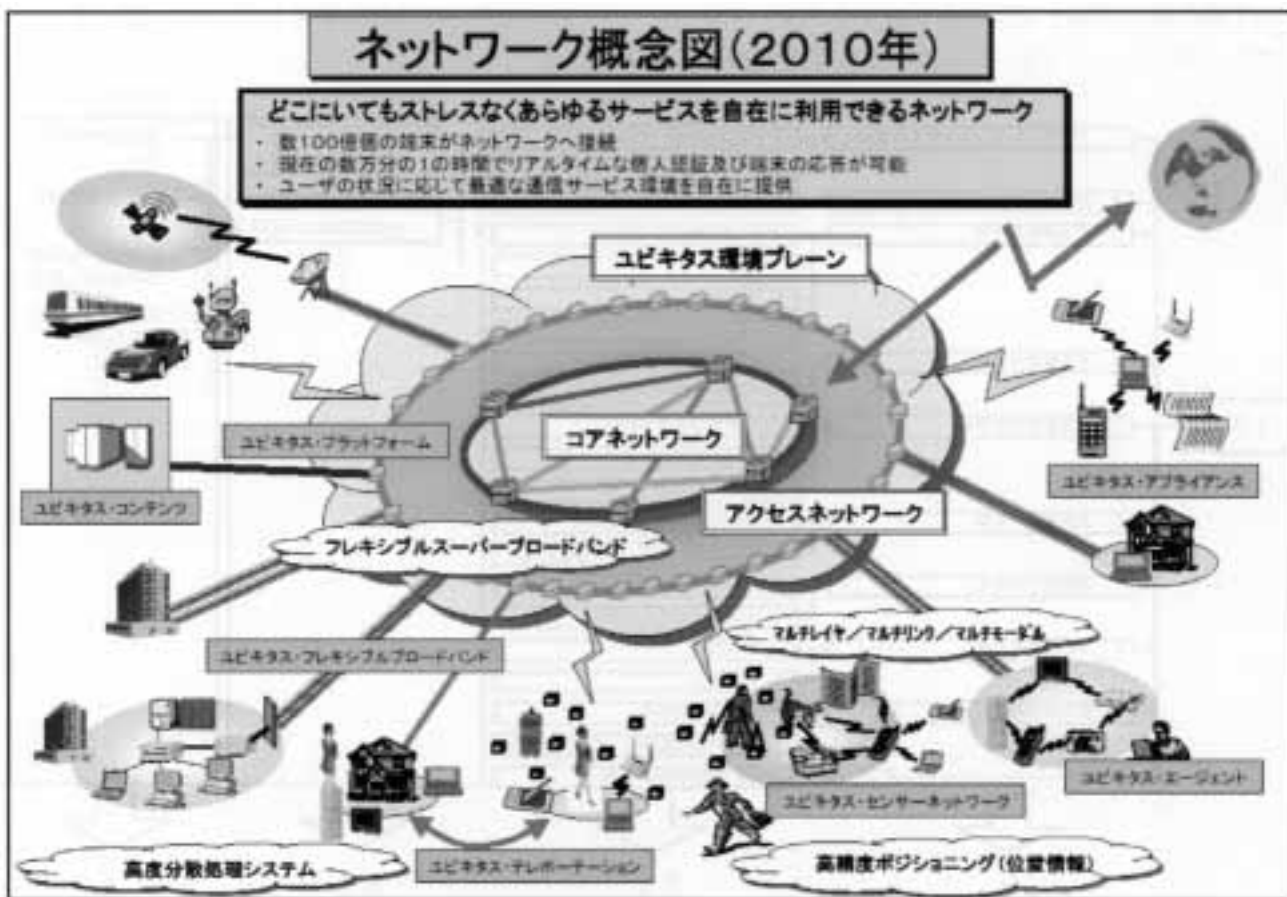 ネットワーク概念図(2010年)
どこにいてもストレスなくあらゆるサービスを自在に利用できるネットワーク
・ 数100億個の端末がネットワークへ接続
・ 現在の数万分の1の時間でリアルタイムな個人認証及び端末の応答が可能
・ ユーザの状況に応じて最適な通信サービス環境を自在に提供
ユビキタス環境プレーン
コアネットワーク
ユビキタス・プラットフォーム
ユビキタス・コンテンツ
ユビキタス・アプライアンス
アクセスネットワーク
フレキシブルスーパーブロードバンド
マルチレイヤ/マルチリンク/マルチモーダル
ユビキタス・フレキシブルブロードバンド
ユビキタス・エージェント
ユビキタス・センサーネットワーク
高度分散処理システム
ユビキタス・テレポーテーション
高精度ポジショニング(位置情報)